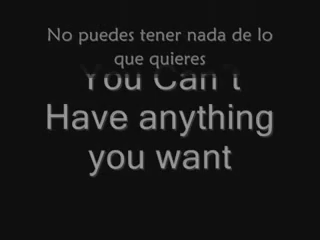 No puedes tener nada de lo
que quieres
You Can´t
Have anything
you want